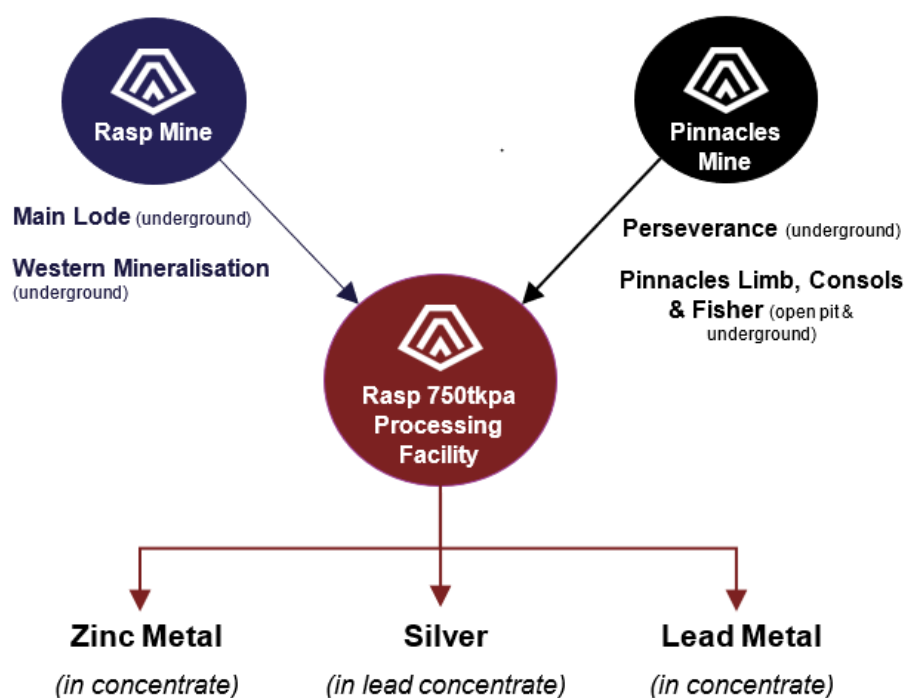 Rasp Mine
Pinnacles
Mine
Main Lode (underground)
Western Mineralisation
(underground)
Perseverance (underground)
Pinnacles Limb, Consols
& Fisher (open pit &
underground)
Rasp 750tkpa
Processing
Facility
Zinc Metal
(in concentrate)
Silver
(in lead concentrate)
Lead Metal
(in concentrate)